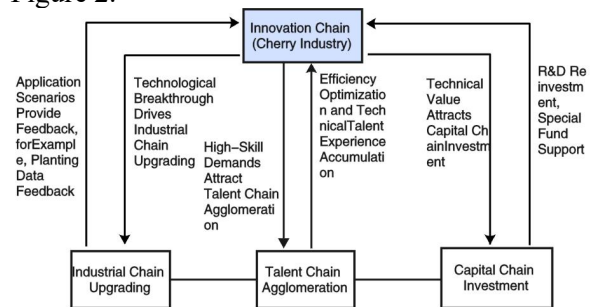 Figure 2.
Innovation Chain
(Cherry Industry)
Application
Scenarios
Provide
Feedback,
forExampl
e, Planting
Data
Feedback
Technological
Breakthrough
Drives
Industrial
Chain
Upgrading
High–Skill
Demands
Attract
Talent Chain
Agglomerati
on
Efficiency
Optimizatio
n and Tech
nicalTalent
Experience
Accumulati
on
Technical
Value
Attracts
Capital Ch
ainInvestm
ent
R&D Re
investm
ent,
Special
Fund
Support
Industrial Chain
Upgrading
Talent Chain
Agglomeration
Capital Chain
Investment